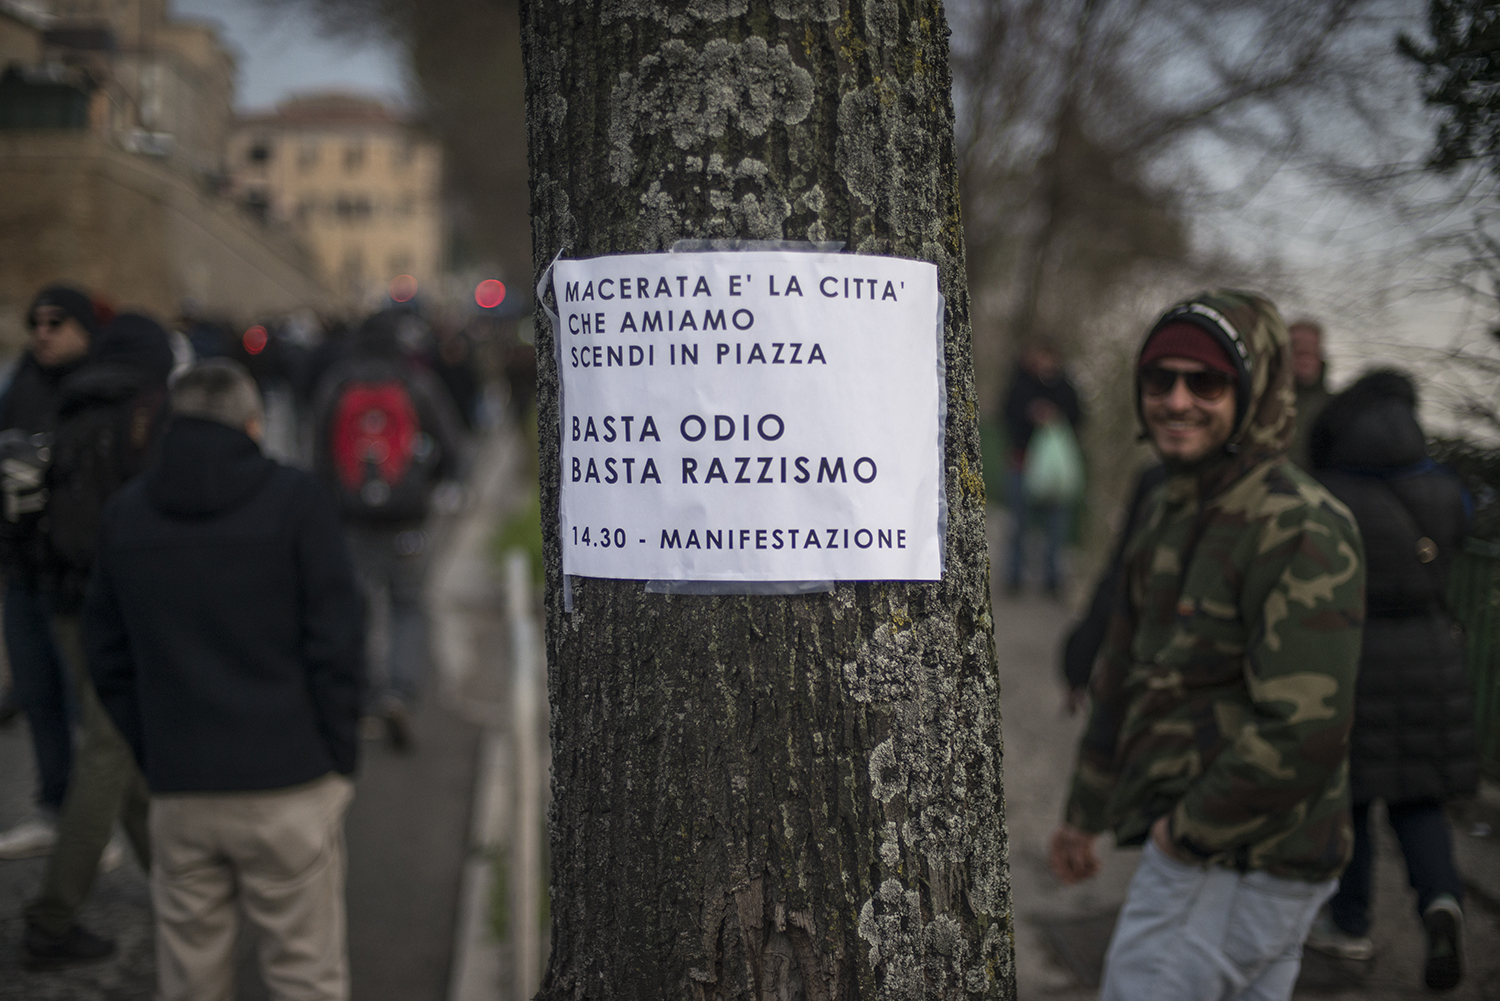 MACERATA E' LA CITTA'
CHE AMIAMO
SCENDI IN PIAZZA
BASTA ODIO
BASTA RAZZISMO
14.30 - MANIFESTAZIONE